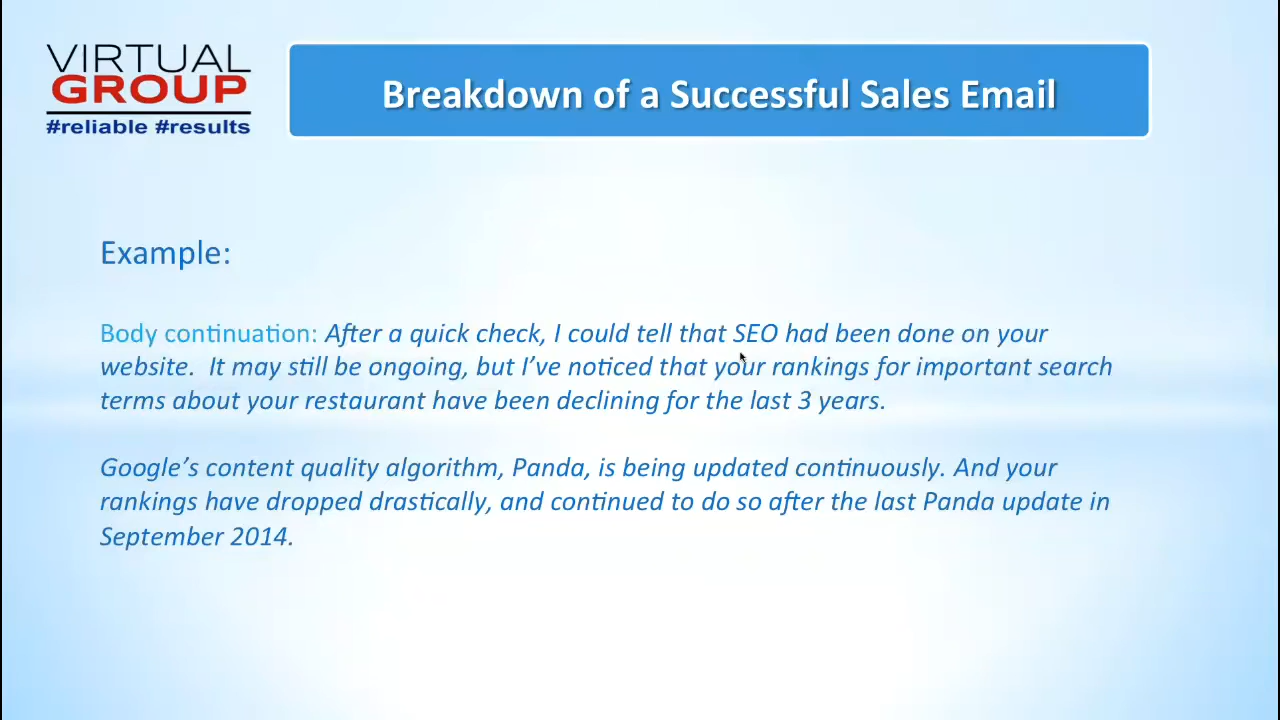 VIRTUAL
GROUP
#reliable #results
Breakdown of a Successful Sales Email
Example:
Body continuation: After a quick check, I could tell that SEO had been done on your
website.  It may still be ongoing, but I’ve noticed that your rankings for important search
terms about your restaurant have been declining for the last 3 years.
Google’s content quality algorithm, Panda, is being updated continuously. And your
rankings have dropped drastically, and continued to do so after the last Panda update in
September 2014.